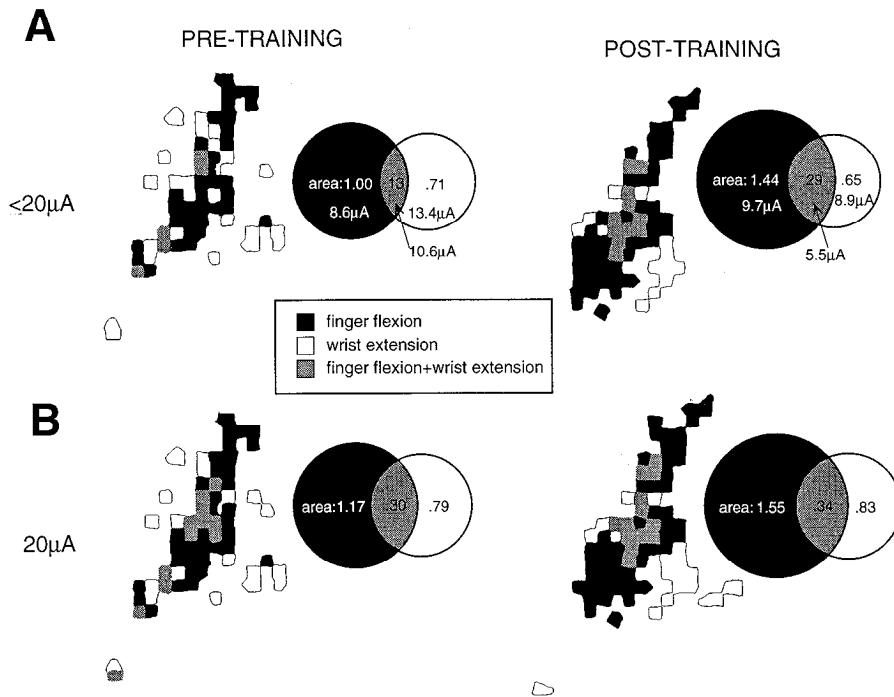 A
PRE-TRAINING
POST-TRAINING
<20µA
area:1.00
.13
.71
8.6µA
13.4µA
10.6µA
area:1.44
.29
.65
9.7µA
8.9µA
5.5µA
finger flexion
wrist extension
finger flexion+wrist extension
B
20µA
area:1.17
.30
.79
area:1.55
.34
.83